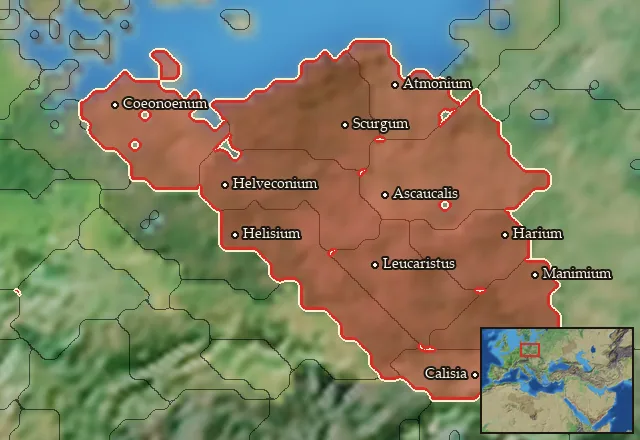 Atmonium
Coeonoenum
Scurgum
Helveconium
Ascaucalis
Helisium
Harium
Leucaristus
Manimium
Calisia